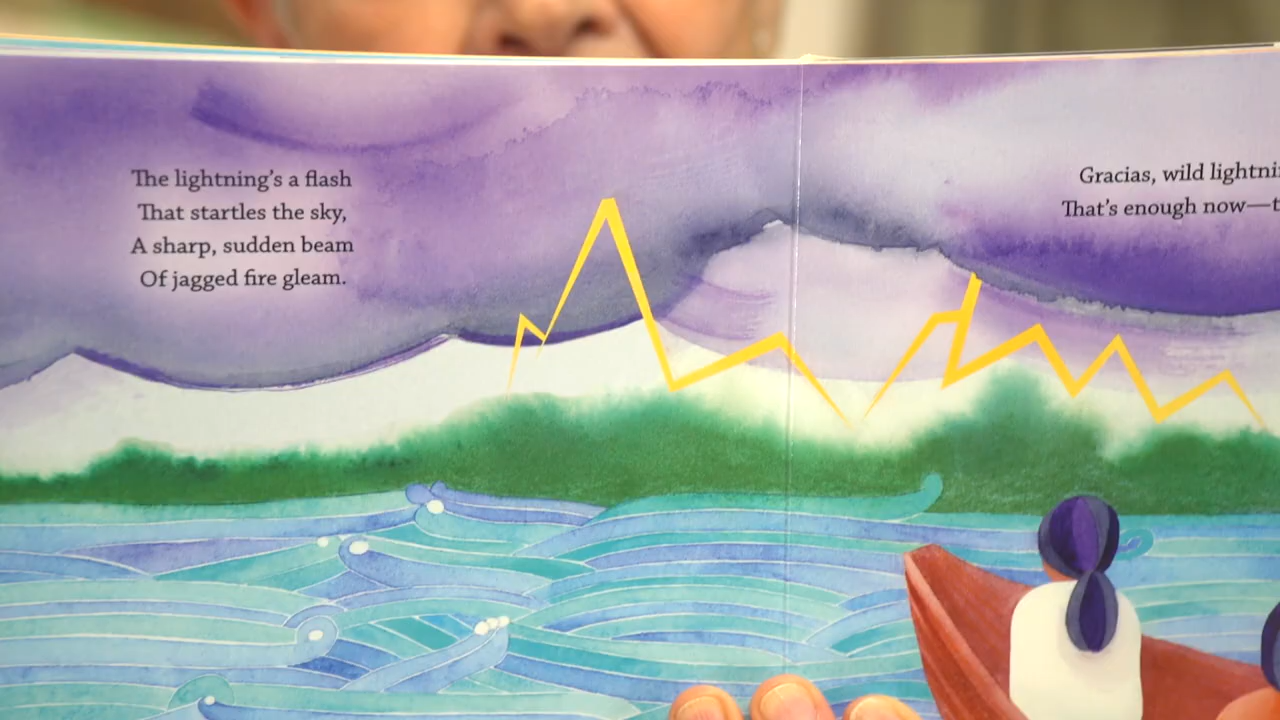 The lightning's a flash
That startles the sky,
A sharp, sudden beam
Of jagged fire gleam.
Gracias, wild
That's enough now—